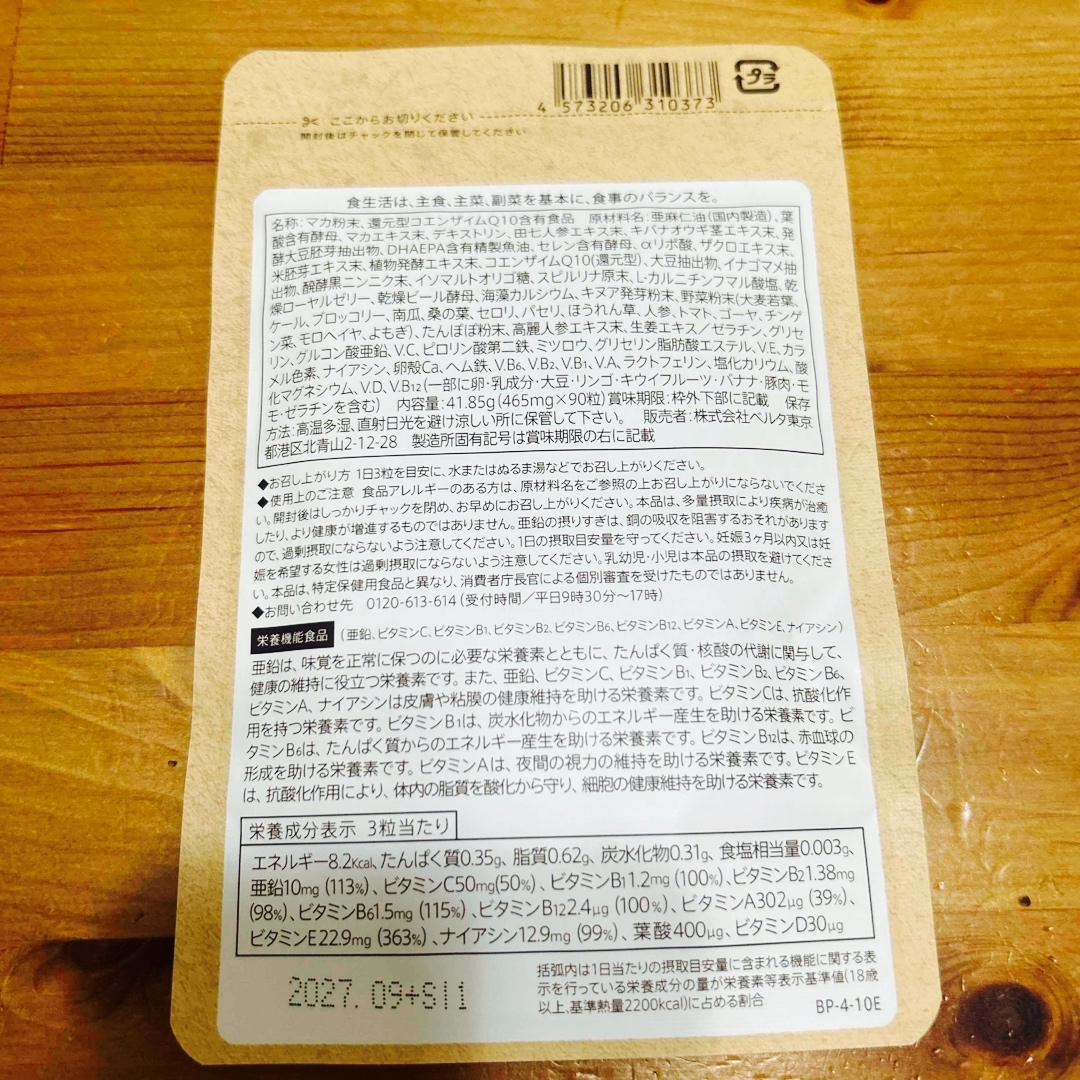 4 573206 310373
プラ
ここからお切りください
開封後はチャックを閉じて保管してください
食生活は、主食、主菜、副菜を基本に、食事のバランスを。
名称:マカ粉末、還元型コエンザイムQ10含有食品 原材料名:亜麻仁油(国内製造)、葉
酸含有酵母、マカエキス末、デキストリン、田七人参エキス末、キバナオウギ茎エキス末、発
酵大豆胚芽抽出物、DHAEPA含有精製魚油、セレン含有酵母、αリポ酸、ザクロエキス末、
米胚芽エキス末、植物発酵エキス末、コエンザイムQ10(還元型)、大豆抽出物、イナゴマメ抽
出物、醗酵黒ニンニク末、イソマルトオリゴ糖、スピルリナ原末、L-カルニチンフマル酸塩、乾
燥ローヤルゼリー、乾燥ビール酵母、海藻カルシウム、キヌア発芽粉末、野菜粉末(大麦若葉、
ケール、ブロッコリー、南瓜、桑の葉、セロリ、パセリ、ほうれん草、人参、トマト、ゴーヤ、チンゲ
ン菜、モロヘイヤ、よもぎ)、たんぽぽ粉末、高麗人参エキス末、生姜エキス/ゼラチン、グリセ
リン、グルコン酸亜鉛、V.C、ピロリン酸第二鉄、ミツロウ、グリセリン脂肪酸エステル、V.E、カラ
メル色素、ナイアシン、卵殻Ca、ヘム鉄、V.B6、V.B2、V.B1、V.A、ラクトフェリン、塩化カリウム、酸
化マグネシウム、V.D、V.B12(一部に卵・乳成分・大豆・リンゴ・キウイフルーツ・バナナ・豚肉・モ
モ・ゼラチンを含む) 内容量:41.85g(465mg×90粒)賞味期限:枠外下部に記載 保存
方法:高温多湿、直射日光を避け涼しい所に保管して下さい。 販売者:株式会社ベルタ東京
都港区北青山2-12-28 製造所固有記号は賞味期限の右に記載
◆お召し上がり方 1日3粒を目安に、水またはぬるま湯などでお召し上がりください。
◆使用上のご注意 食品アレルギーのある方は、原材料名をご参照の上お召し上がりにならないでくださ
い。開封後はしっかりチャックを閉め、お早めにお召し上がりください。本品は、多量摂取により疾病が治癒
したり、より健康が増進するものではありません。亜鉛の摂りすぎは、銅の吸収を阻害するおそれがあります
ので、過剰摂取にならないよう注意してください。1日の摂取目安量を守ってください。妊娠3ヶ月以内又は妊
娠を希望する女性は過剰摂取にならないよう注意してください。乳幼児・小児は本品の摂取を避けてくださ
い。本品は、特定保健用食品と異なり、消費者庁長官による個別審査を受けたものではありません。
◆お問い合わせ先 0120-613-614(受付時間/平日9時30分~17時)
栄養機能食品 (亜鉛、ビタミンC、ビタミンB1、ビタミンB2、ビタミンB6、ビタミンB12、ビタミンA、ビタミンE、ナイアシン)
亜鉛は、味覚を正常に保つのに必要な栄養素とともに、たんぱく質・核酸の代謝に関与して、
健康の維持に役立つ栄養素です。また、亜鉛、ビタミンC、ビタミンB1、ビタミンB2、ビタミンB6、
ビタミンA、ナイアシンは皮膚や粘膜の健康維持を助ける栄養素です。ビタミンCは、抗酸化作
用を持つ栄養素です。ビタミンB1は、炭水化物からのエネルギー産生を助ける栄養素です。ビ
タミンB6は、たんぱく質からのエネルギー産生を助ける栄養素です。ビタミンB12は、赤血球の
形成を助ける栄養素です。ビタミンAは、夜間の視力の維持を助ける栄養素です。ビタミンE
は、抗酸化作用により、体内の脂質を酸化から守り、細胞の健康維持を助ける栄養素です。
栄養成分表示 3粒当たり
エネルギー8.2Kcal、たんぱく質0.35g、脂質0.62g、炭水化物0.31g、食塩相当量0.003g、
亜鉛10mg (113%)、ビタミンC50mg(50%)、ビタミンB11.2mg (100%)、ビタミンB21.38mg
(98%)、ビタミンB61.5mg (115%)、ビタミンB122.4μg (100%)、ビタミンA302μg (39%)、
ビタミンE22.9mg (363%)、ナイアシン12.9mg (99%)、葉酸400μg、ビタミンD30μg
括弧内は1日当たりの摂取目安量に含まれる機能に関する表
示を行っている栄養成分の量が栄養素等表示基準値(18歳
以上、基準熱量2200kcal)に占める割合
2027. 09+S11
BP-4-10E